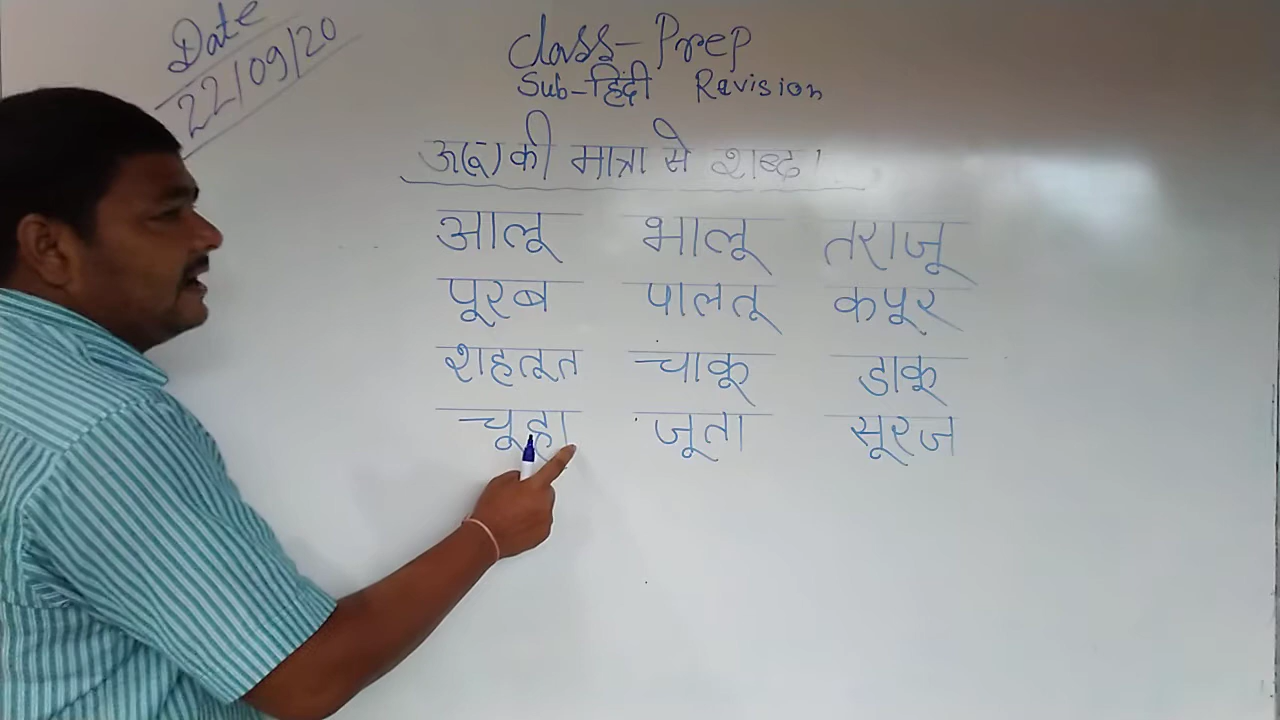 Date
22/09/20
Class-Prep
Sub-हिंदी Revision
ऊ(ू) की मात्रा से शब्द।
आलू भालू तराजू
पूरब पालतू कपूर
शहतूत चाकू डाकू
चूहा जूता सूरज